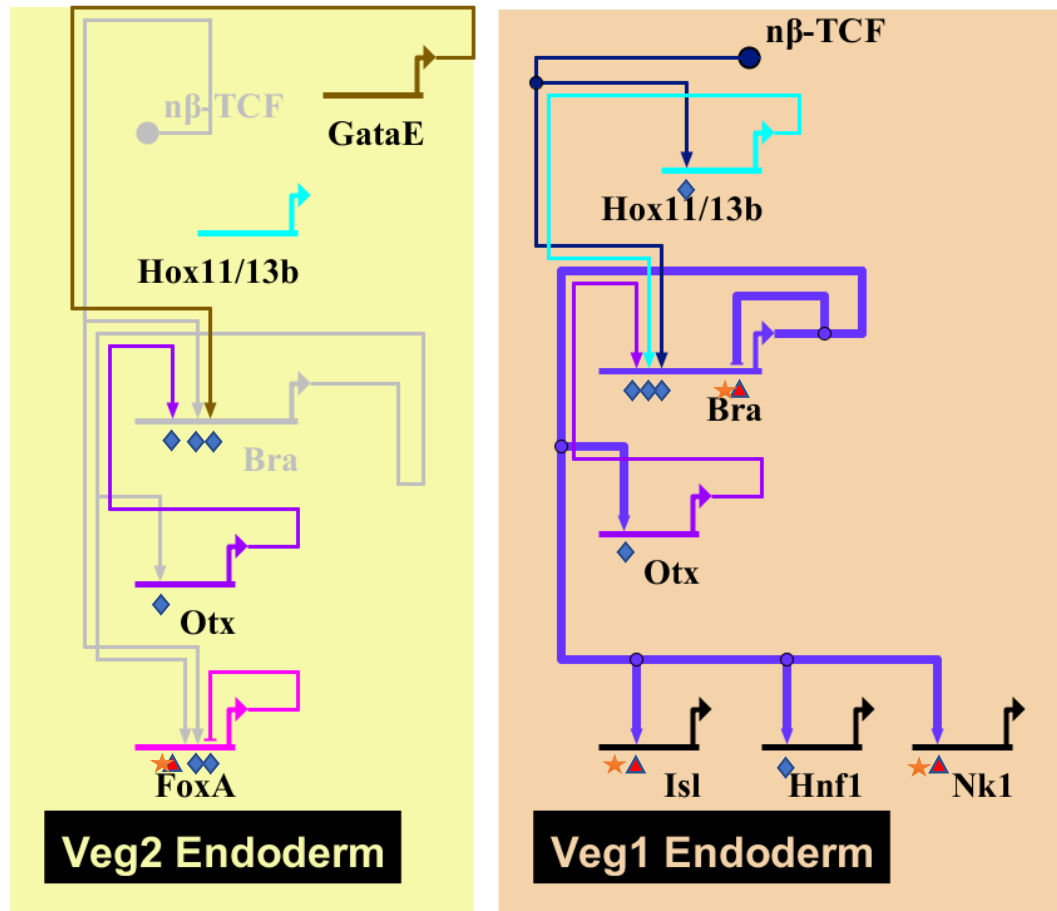 nβ-TCF
GataE
Hox11/13b
Bra
Otx
FoxA
Veg2 Endoderm
nβ-TCF
Hox11/13b
Bra
Otx
Isl
Hnf1
Nk1
Veg1 Endoderm